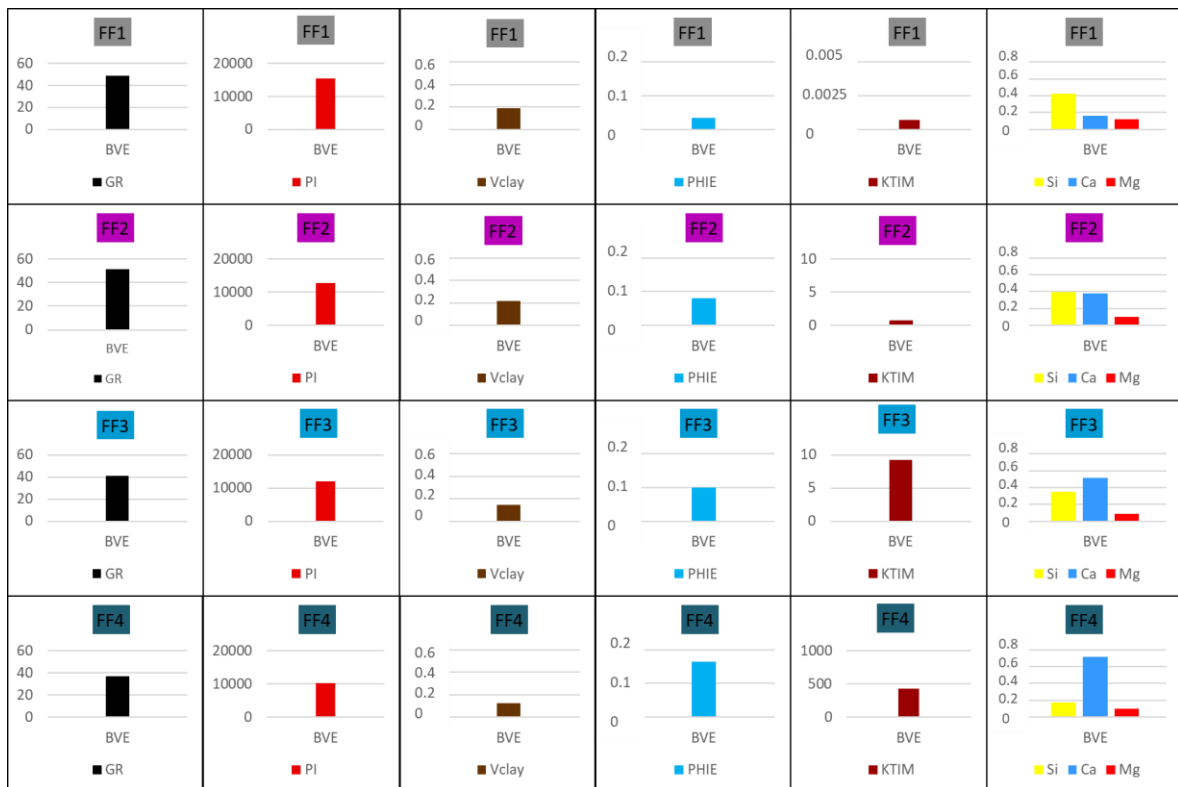 FF1 FF1 FF1 FF1 FF1 FF1
60 20000 0.6 0.2 0.005 0.8
40 0.4 0.6
10000 0.1 0.0025 0.4
20 0.2 0.2
0 0 0 0 0 0
BVE BVE BVE BVE BVE BVE
GR PI Vclay PHIE KTIM Si Ca Mg
FF2 FF2 FF2 FF2 FF2 FF2
60 20000 0.6 0.2 10 0.8
40 0.4 0.6
10000 0.1 5 0.4
20 0.2 0.2
0 0 0 0 0 0
BVE BVE BVE BVE BVE BVE
GR PI Vclay PHIE KTIM Si Ca Mg
FF3 FF3 FF3 FF3 FF3 FF3
60 20000 0.6 0.2 10 0.8
40 0.4 0.6
10000 0.1 5 0.4
20 0.2 0.2
0 0 0 0 0 0
BVE BVE BVE BVE BVE BVE
GR PI Vclay PHIE KTIM Si Ca Mg
FF4 FF4 FF4 FF4 FF4 FF4
60 20000 0.6 0.2 1000 0.8
40 0.4 0.6
10000 0.1 500 0.4
20 0.2 0.2
0 0 0 0 0 0
BVE BVE BVE BVE BVE BVE
GR PI Vclay PHIE KTIM Si Ca Mg